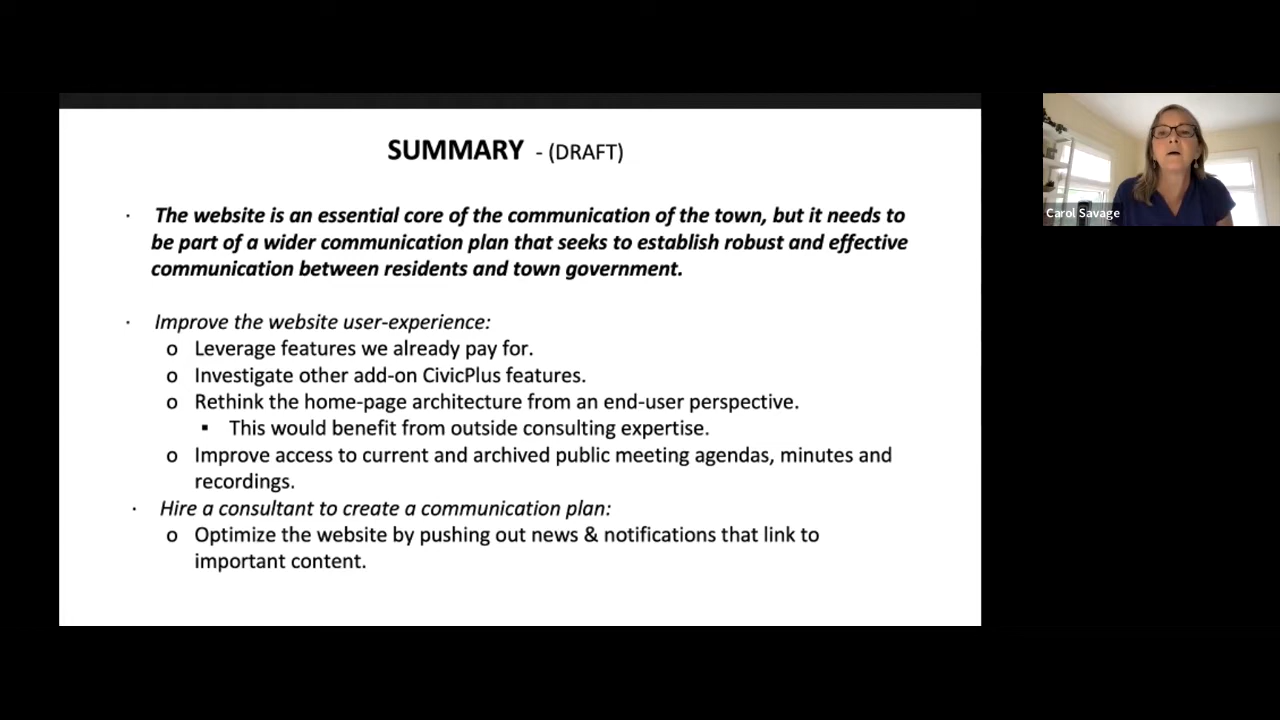 SUMMARY - (DRAFT)
· The website is an essential core of the communication of the town, but it needs to
be part of a wider communication plan that seeks to establish robust and effective
communication between residents and town government.
· Improve the website user-experience:
o Leverage features we already pay for.
o Investigate other add-on CivicPlus features.
o Rethink the home-page architecture from an end-user perspective.
▪ This would benefit from outside consulting expertise.
o Improve access to current and archived public meeting agendas, minutes and
recordings.
· Hire a consultant to create a communication plan:
o Optimize the website by pushing out news & notifications that link to
important content.
Carol Savage